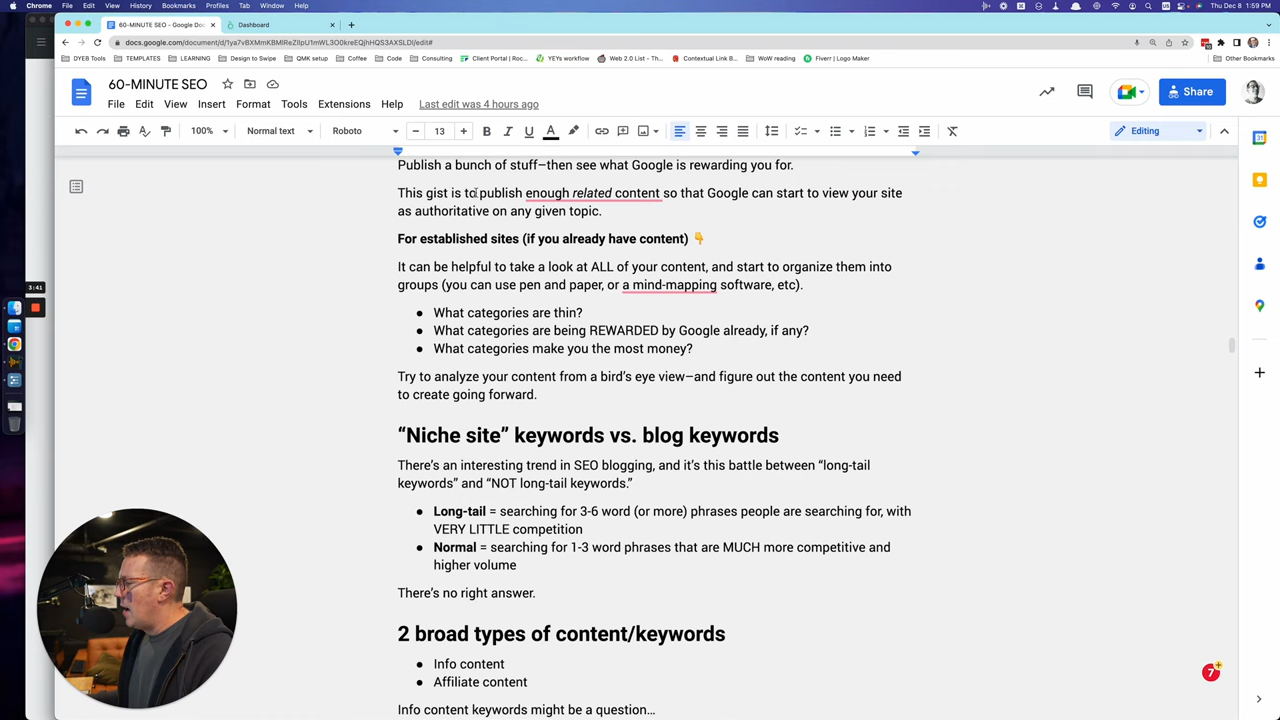 Chrome File Edit View History Bookmarks Profiles Tab Window Help
Thu Dec 8 1:59 PM
60-MINUTE SEO - Google Doc
Dashboard
docs.google.com/document/d/
DYEB Tools TEMPLATES LEARNING Design to Swipe QMK setup Coffee Code Consulting Client Portal | Roc... YEYs workflow Web 2.0 List - Th... Contextual Link B... WoW reading Fiverr | Logo Maker Other Bookmarks
60-MINUTE SEO
File Edit View Insert Format Tools Extensions Help Last edit was 4 hours ago
Share
100% Normal text Roboto 13 Editing
Publish a bunch of stuff–then see what Google is rewarding you for.
This gist is to publish enough related content so that Google can start to view your site
as authoritative on any given topic.
For established sites (if you already have content) 👇
It can be helpful to take a look at ALL of your content, and start to organize them into
groups (you can use pen and paper, or a mind-mapping software, etc).
● What categories are thin?
● What categories are being REWARDED by Google already, if any?
● What categories make you the most money?
Try to analyze your content from a bird's eye view–and figure out the content you need
to create going forward.
3:41
“Niche site” keywords vs. blog keywords
There's an interesting trend in SEO blogging, and it's this battle between “long-tail
keywords” and “NOT long-tail keywords.”
● Long-tail = searching for 3-6 word (or more) phrases people are searching for, with
VERY LITTLE competition
● Normal = searching for 1-3 word phrases that are MUCH more competitive and
higher volume
There's no right answer.
2 broad types of content/keywords
● Info content
● Affiliate content
Info content keywords might be a question…
7